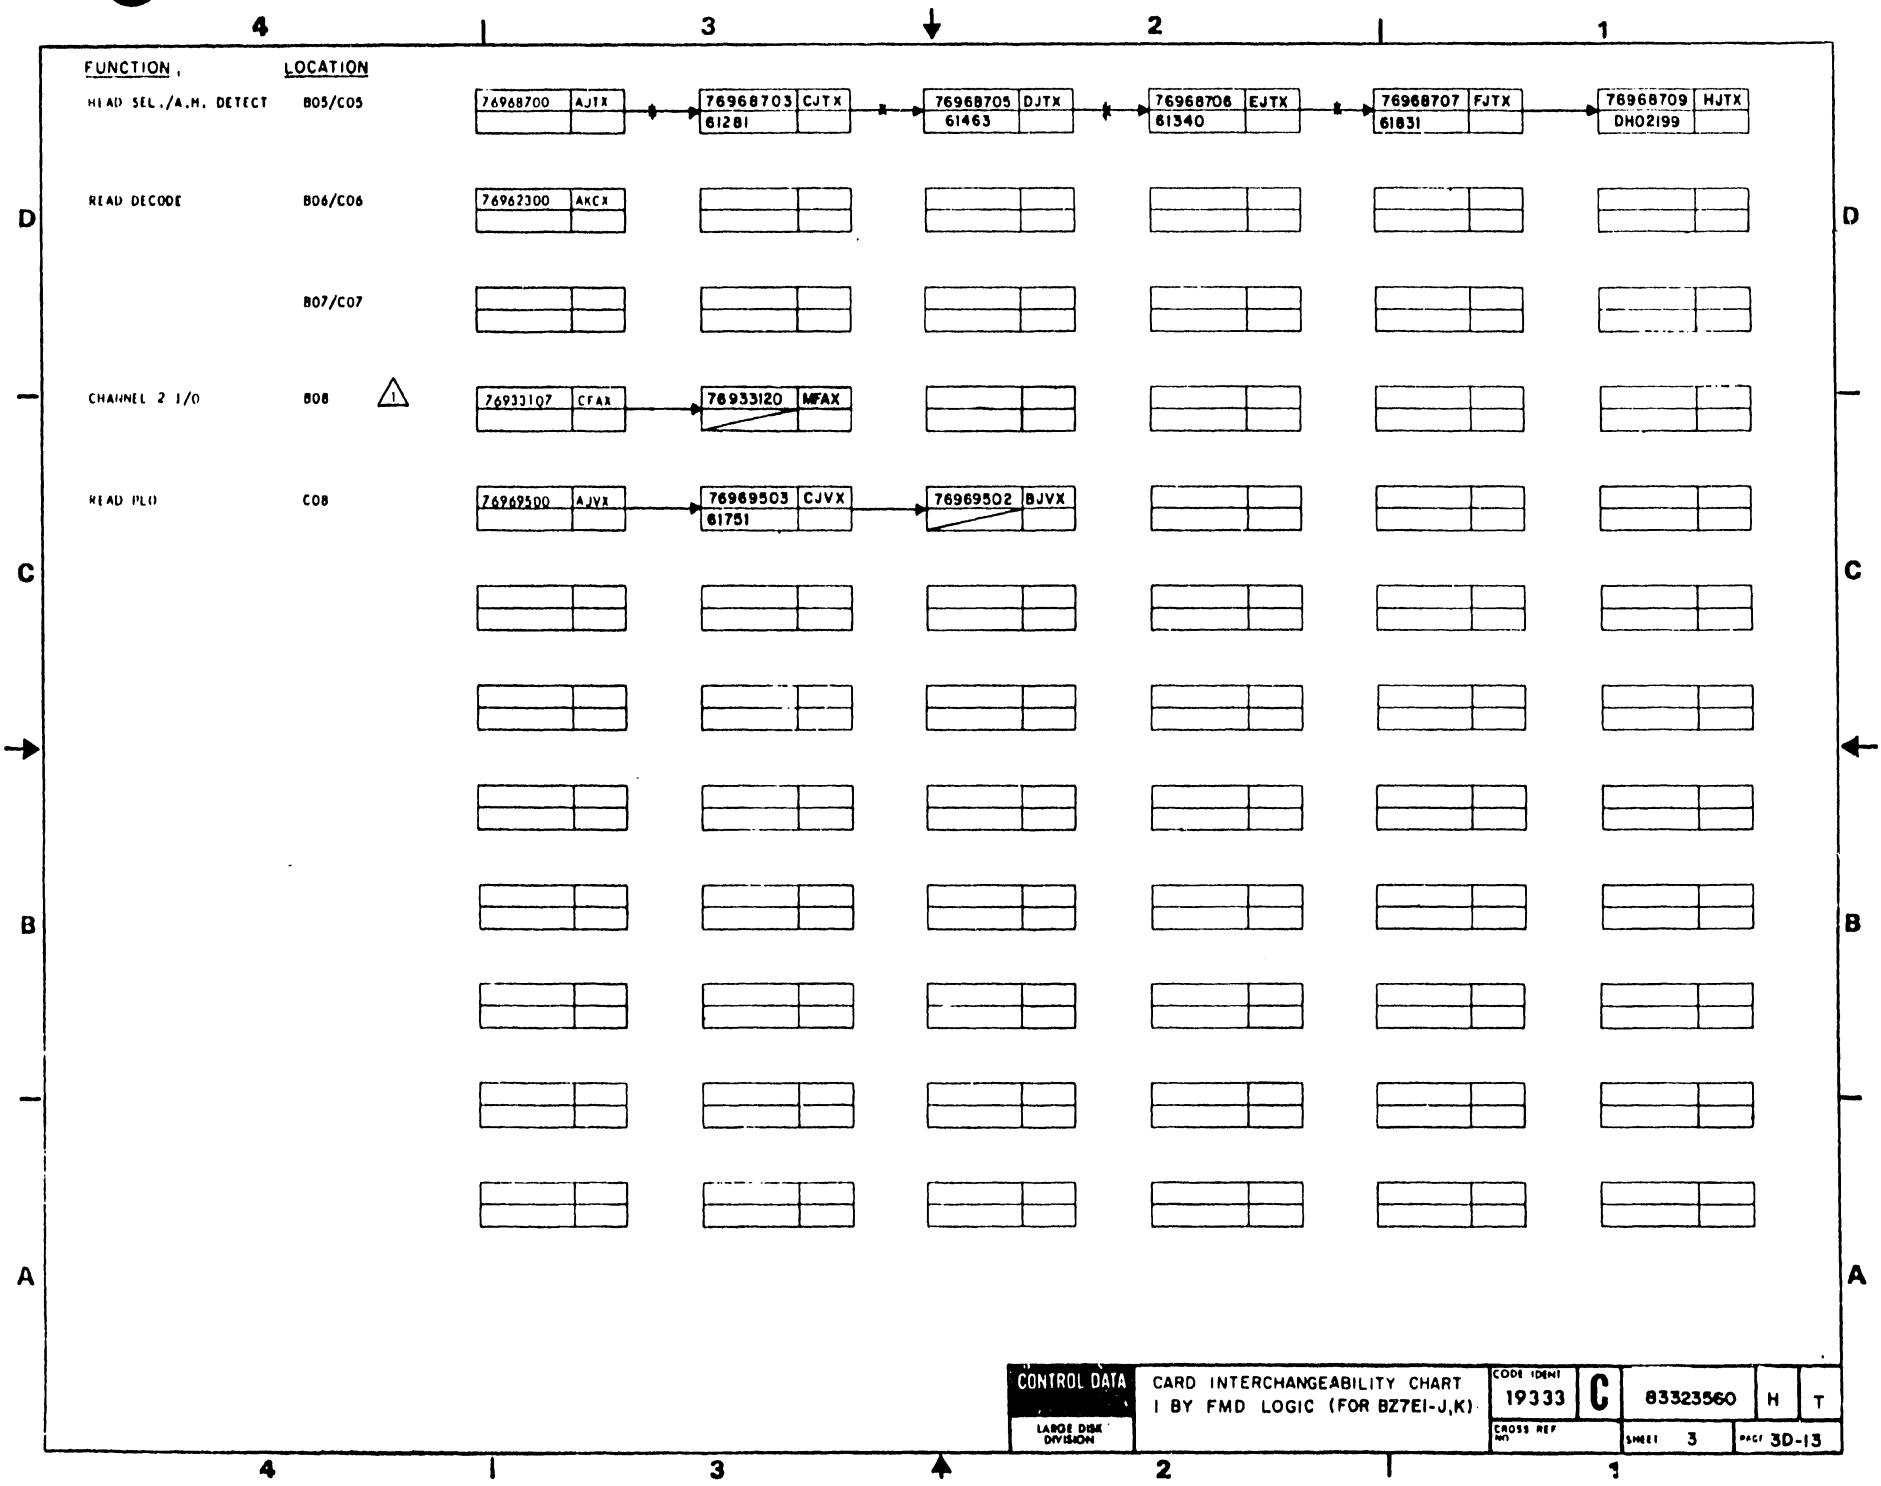 4 3 2 1
FUNCTION LOCATION
HEAD SEL./A.M. DETECT B05/C05 76968700 AJTX 76968703 CJTX 76968705 DJTX 76968706 EJTX 76968707 FJTX 76968709 HJTX
61281 61463 61340 61831 DH02199
READ DECODE B06/C06 76962300 AKCX
D D
B07/C07
CHANNEL 2 I/O B08 1 76933107 CFAX 76933120 MFAX
READ PLO C08 76969500 AJVX 76969503 CJVX 76969502 BJVX
61751
C C
B B
A A
CONTROL DATA
LARGE DISK
DIVISION
CARD INTERCHANGEABILITY CHART
1 BY FMD LOGIC (FOR BZ7E1-J,K)
CODE IDENT
19333 C 83323560 H T
CROSS REF
NO
SHEET 3 PAGE 3D-13
4 3 2 1